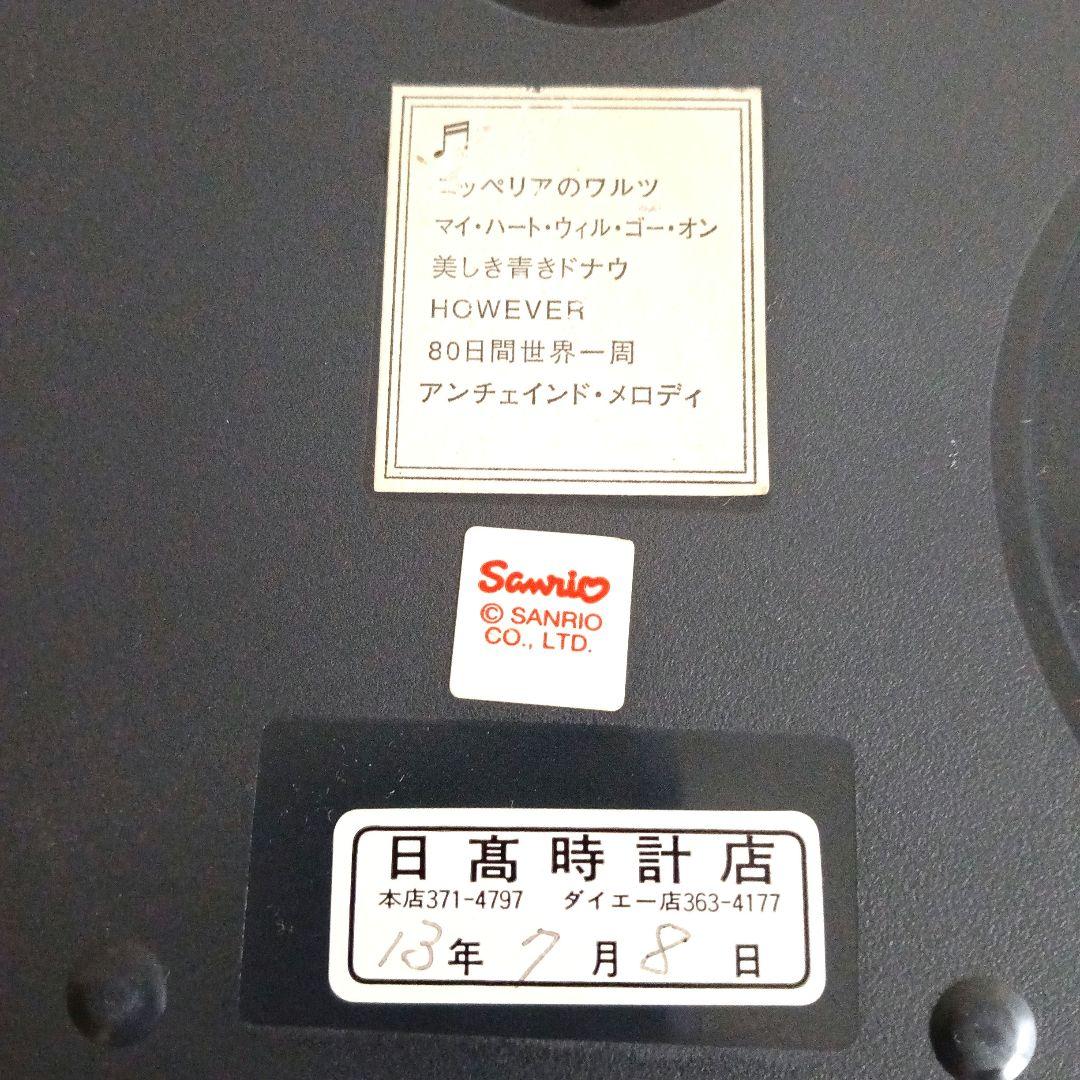 コッペリアのワルツ
マイ・ハート・ウィル・ゴー・オン
美しき青きドナウ
HOWEVER
80日間世界一周
アンチェインド・メロディ
Sanrio
© SANRIO
CO., LTD.
日髙時計店
本店371-4797 ダイエー店363-4177
13年 7月 8日